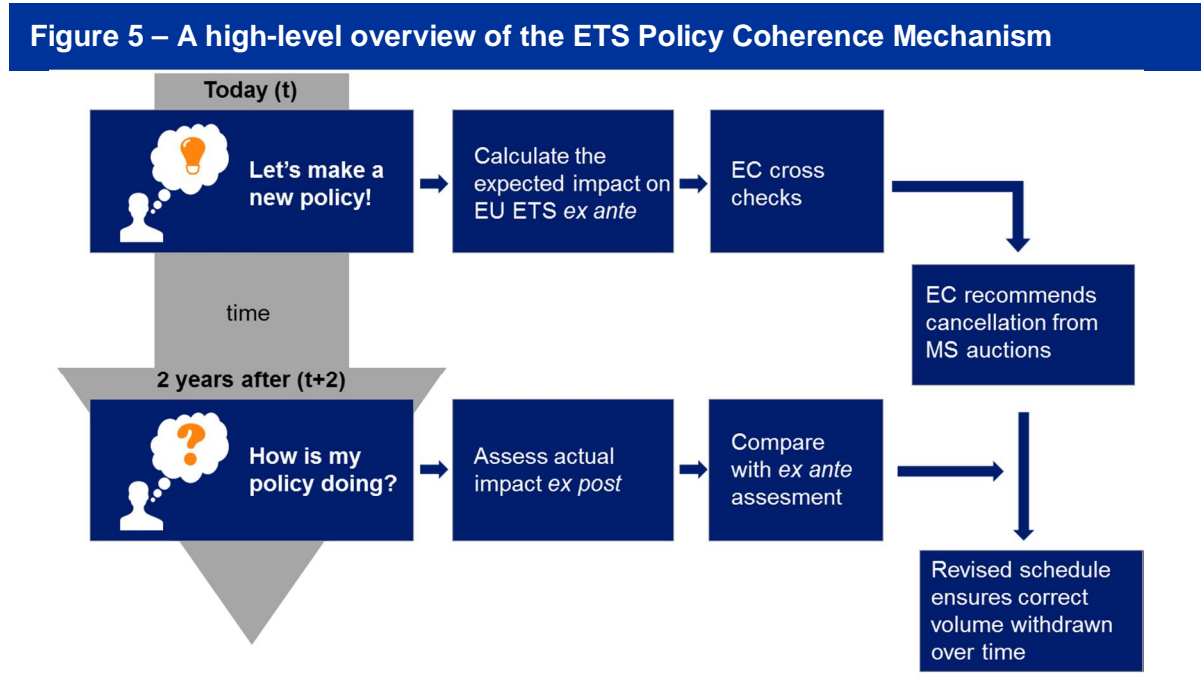 Figure 5 – A high-level overview of the ETS Policy Coherence Mechanism
Today (t)
Let's make a
new policy!
Calculate the
expected impact on
EU ETS ex ante
EC cross
checks
EC recommends
cancellation from
MS auctions
time
2 years after (t+2)
How is my
policy doing?
Assess actual
impact ex post
Compare
with ex ante
assesment
Revised schedule
ensures correct
volume withdrawn
over time